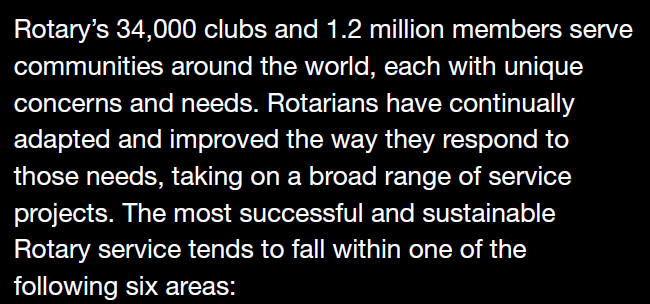 Rotary’s 34,000 clubs and 1.2 million members serve
communities around the world, each with unique
concerns and needs. Rotarians have continually
adapted and improved the way they respond to
those needs, taking on a broad range of service
projects. The most successful and sustainable
Rotary service tends to fall within one of the
following six areas: